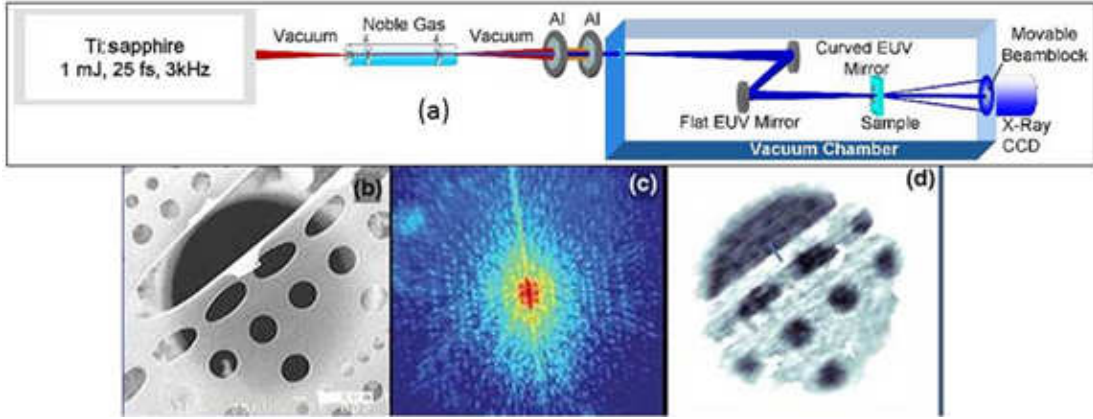 Ti:sapphire
1 mJ, 25 fs, 3kHz
Vacuum
Noble Gas
Vacuum
Al
Al
(a)
Curved EUV
Mirror
Flat EUV Mirror
Sample
Movable
Beamblock
X-Ray
CCD
Vacuum Chamber
(b)
(c)
(d)